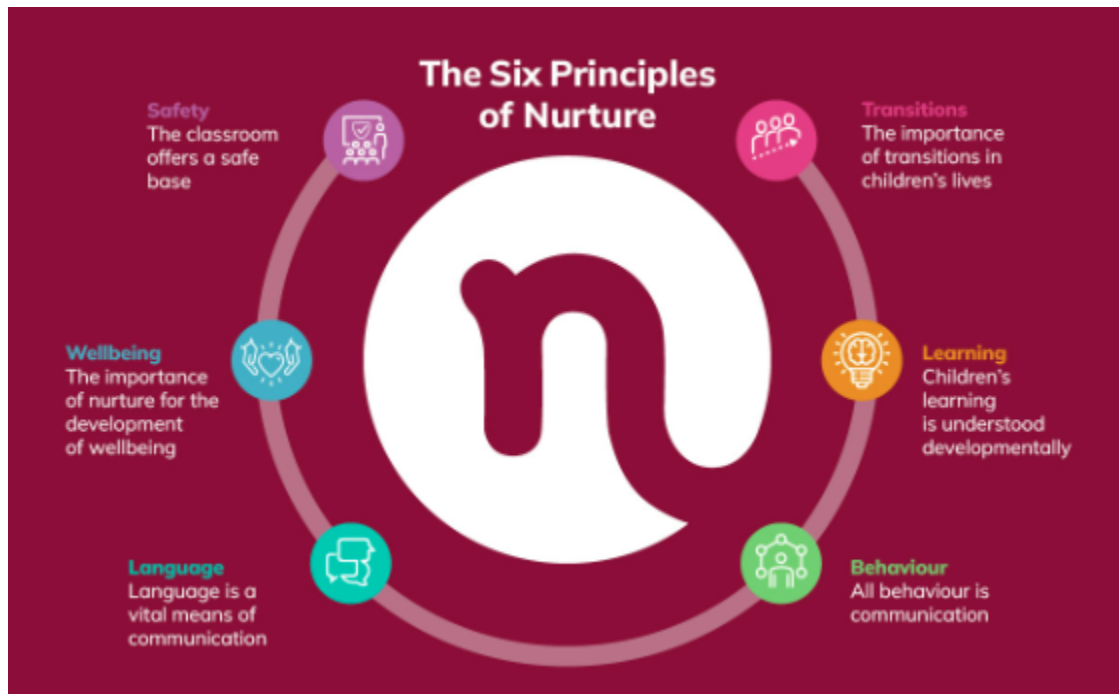 The Six Principles
of Nurture
Safety
The classroom
offers a safe
base
Transitions
The importance
of transitions in
children's lives
Wellbeing
The importance
of nurture for the
development
of wellbeing
Learning
Children's
learning
is understood
developmentally
Language
Language is a
vital means of
communication
Behaviour
All behaviour is
communication
n